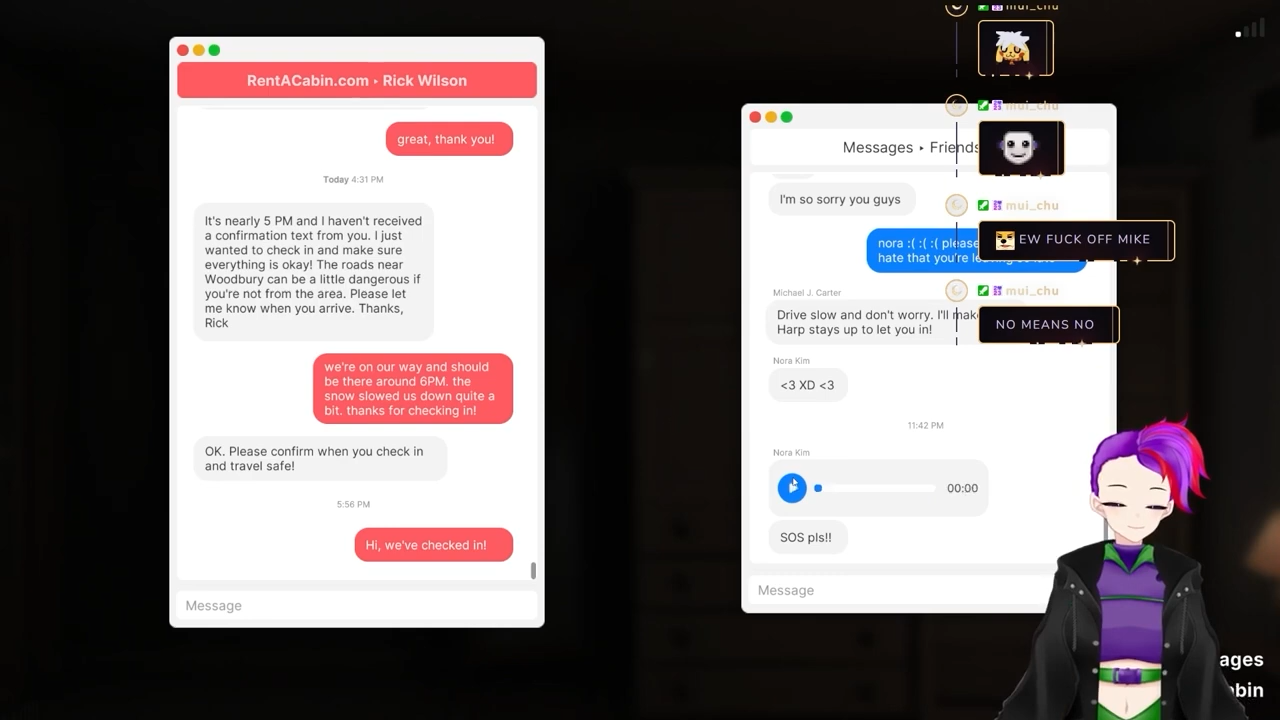 RentACabin.com ▸ Rick Wilson
great, thank you!
Today 4:31 PM
It's nearly 5 PM and I haven't received
a confirmation text from you. I just
wanted to check in and make sure
everything is okay! The roads near
Woodbury can be a little dangerous if
you're not from the area. Please let
me know when you arrive. Thanks,
Rick
we're on our way and should
be there around 6PM. the
snow slowed us down quite a
bit. thanks for checking in!
OK. Please confirm when you check in
and travel safe!
5:56 PM
Hi, we've checked in!
Message
Messages ▸ Friends
I'm so sorry you guys
nora :( :( :( please
hate that you're
Michael J. Carter
Drive slow and don't worry. I'll make
Harp stays up to let you in!
Nora Kim
<3 XD <3
11:42 PM
Nora Kim
00:00
SOS pls!!
Message
mui_chu
mui_chu
mui_chu
EW FUCK OFF MIKE
mui_chu
NO MEANS NO
ages
bin